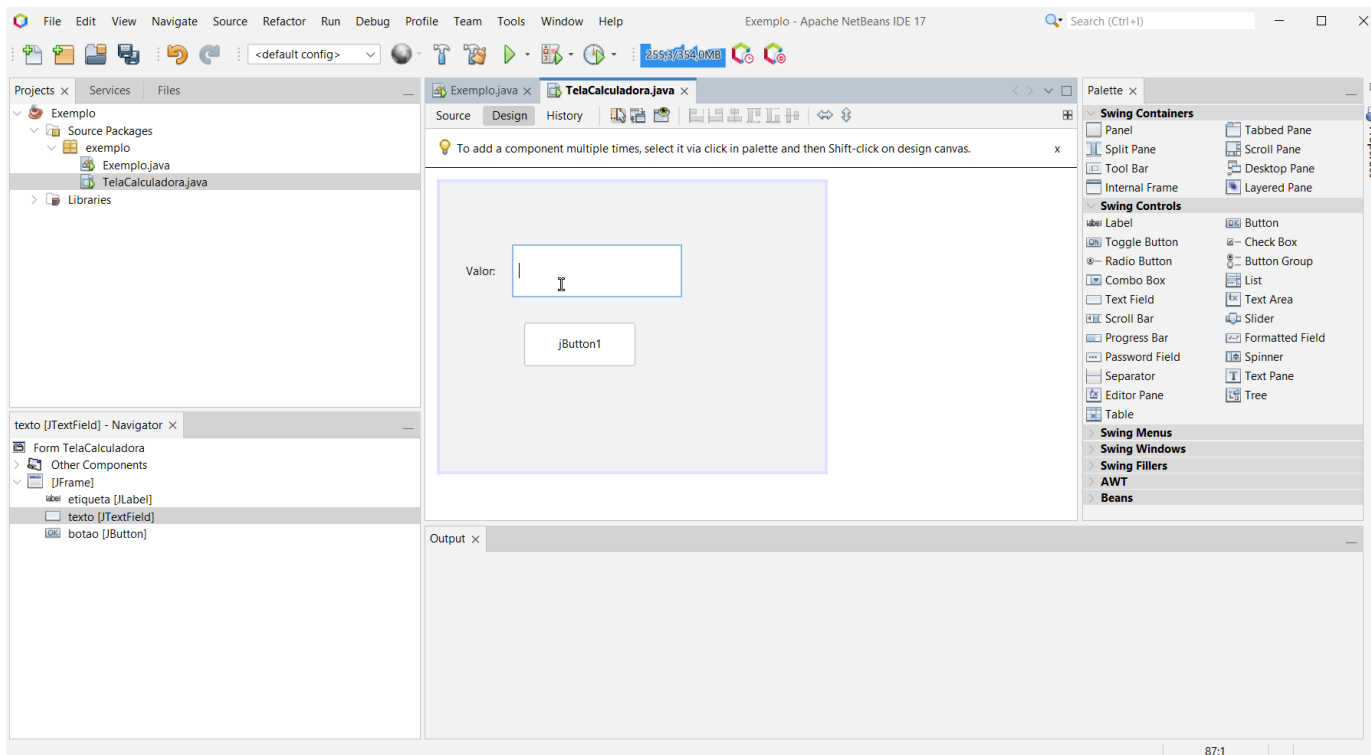 File Edit View Navigate Source Refactor Run Debug Profile Team Tools Window Help Exemplo - Apache NetBeans IDE 17 Search (Ctrl+I)
<default config> 255,3/354,0MB
Projects Services Files
Exemplo
Source Packages
exemplo
Exemplo.java
TelaCalculadora.java
Libraries
texto [JTextField] - Navigator
Form TelaCalculadora
Other Components
[JFrame]
etiqueta [JLabel]
texto [JTextField]
botao [JButton]
Exemplo.java TelaCalculadora.java
Source Design History
To add a component multiple times, select it via click in palette and then Shift-click on design canvas. x
Valor:
jButton1
Output
Palette
Swing Containers
Panel Tabbed Pane
Split Pane Scroll Pane
Tool Bar Desktop Pane
Internal Frame Layered Pane
Swing Controls
label Label OK Button
ON Toggle Button Check Box
Radio Button Button Group
Combo Box List
Text Field Text Area
Scroll Bar Slider
Progress Bar Formatted Field
Password Field Spinner
Separator Text Pane
Editor Pane Tree
Table
Swing Menus
Swing Windows
Swing Fillers
AWT
Beans
87:1